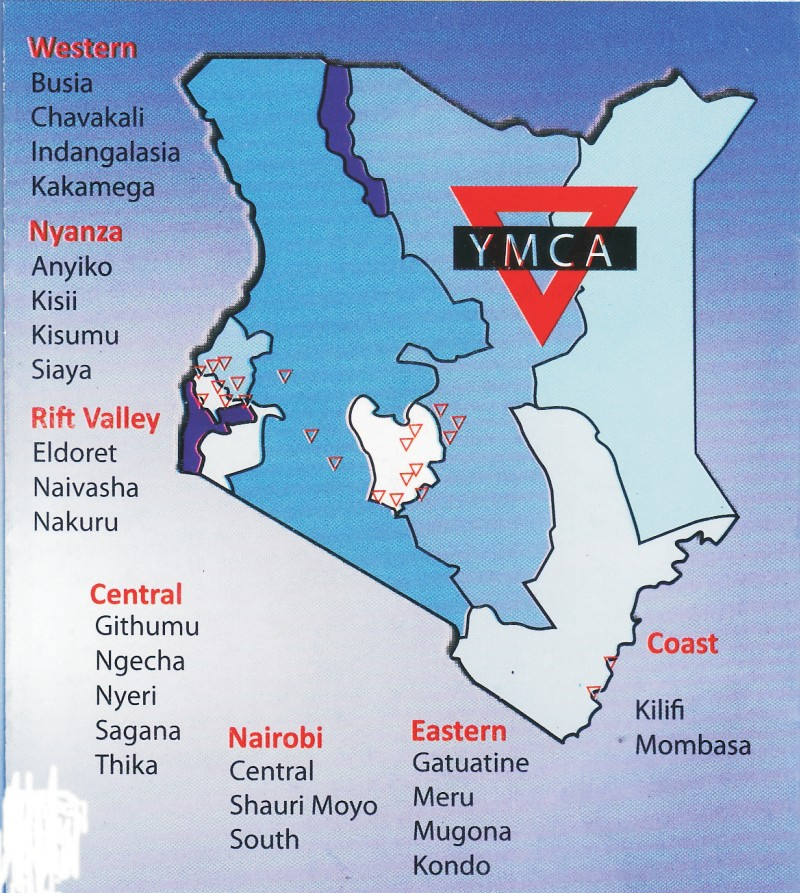 Western
Busia
Chavakali
Indangalasia
Kakamega
Nyanza
Anyiko
Kisii
Kisumu
Siaya
Rift Valley
Eldoret
Naivasha
Nakuru
YMCA
Central
Githumu
Ngecha
Nyeri
Sagana
Thika
Nairobi
Central
Shauri Moyo
South
Eastern
Gatuatine
Meru
Mugona
Kondo
Coast
Kilifi
Mombasa